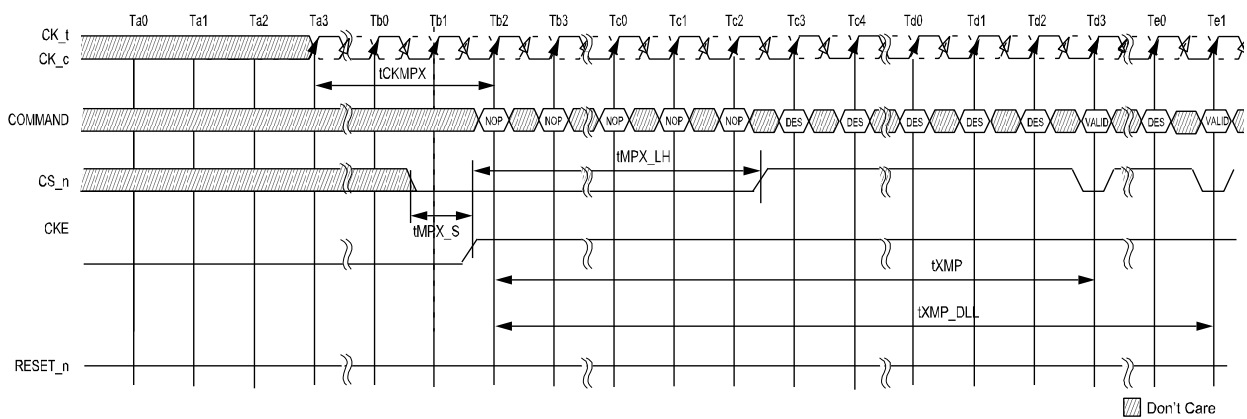 Ta0 Ta1 Ta2 Ta3 Tb0 Tb1 Tb2 Tb3 Tc0 Tc1 Tc2 Tc3 Tc4 Td0 Td1 Td2 Td3 Te0 Te1
CK_t
CK_c
tCKMPX
COMMAND NOP NOP NOP NOP NOP DES DES DES DES DES VALID DES VALID
tMPX_LH
CS_n
tMPX_S
CKE
tXMP
tXMP_DLL
RESET_n
Don't Care